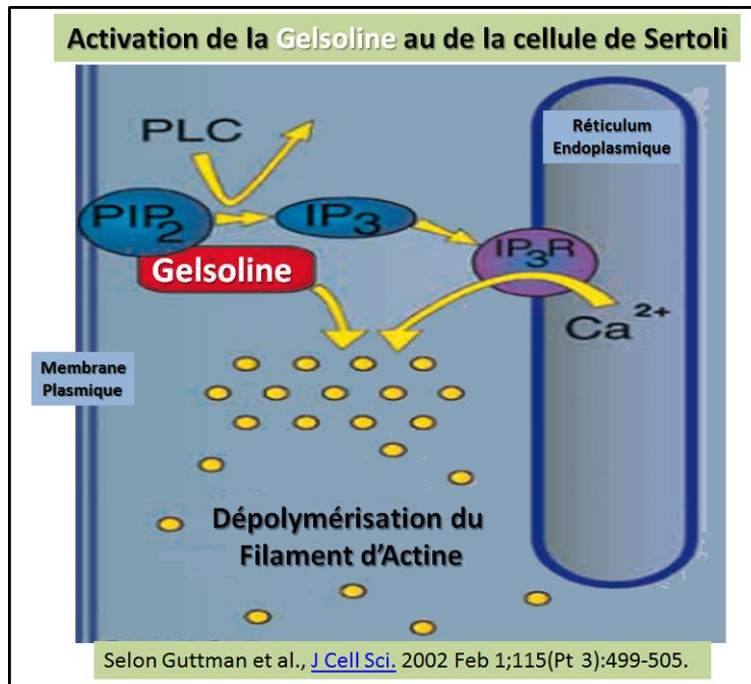 Activation de la Gelsoline au de la cellule de Sertoli
PLC
Réticulum
Endoplasmique
PIP2
IP3
IP3R
Gelsoline
Ca2+
Membrane
Plasmique
Dépolymérisation du
Filament d'Actine
Selon Guttman et al., J Cell Sci. 2002 Feb 1;115(Pt 3):499-505.